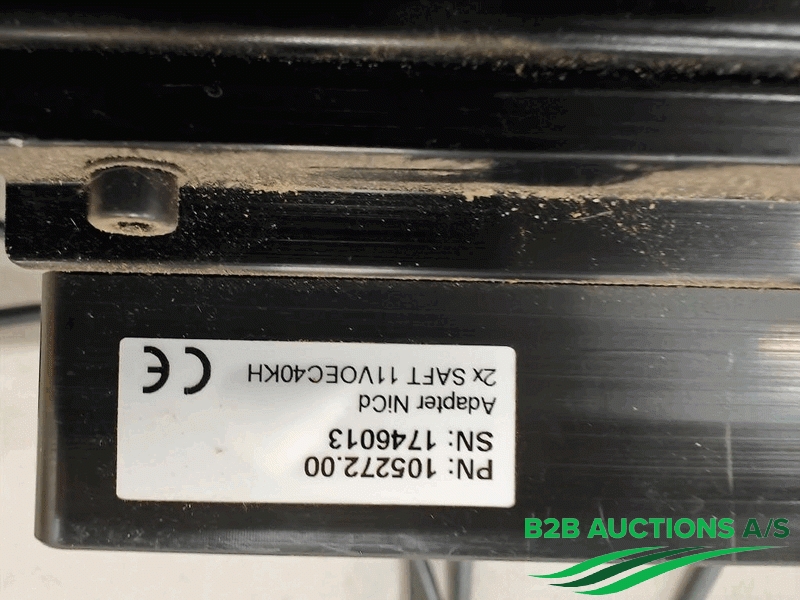 PN: 105272.00
SN: 1746013
Adapter NiCd
2x SAFT 11VOEC40KH
CE
B2B AUCTIONS A/S